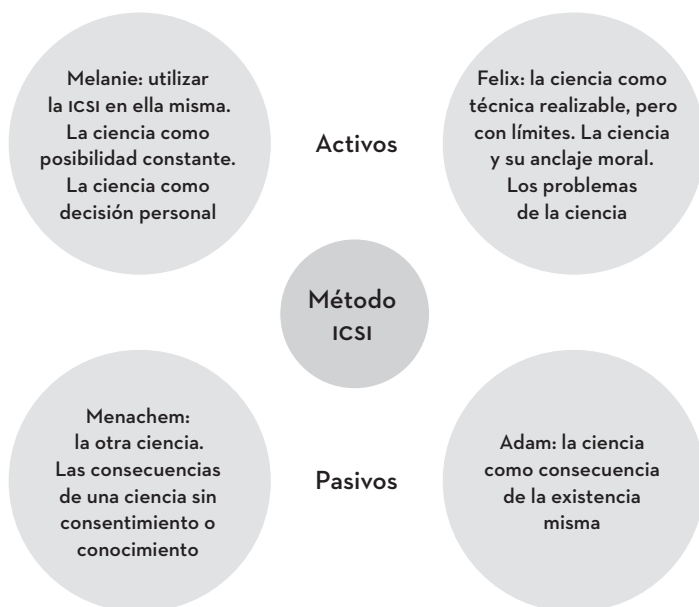 Melanie: utilizar
la ICSI en ella misma.
La ciencia como
posibilidad constante.
La ciencia como
decisión personal
Activos
Felix: la ciencia como
técnica realizable, pero
con límites. La ciencia
y su anclaje moral.
Los problemas
de la ciencia
Método
ICSI
Menachem:
la otra ciencia.
Las consecuencias
de una ciencia sin
consentimiento o
conocimiento
Pasivos
Adam: la ciencia
como consecuencia
de la existencia
misma